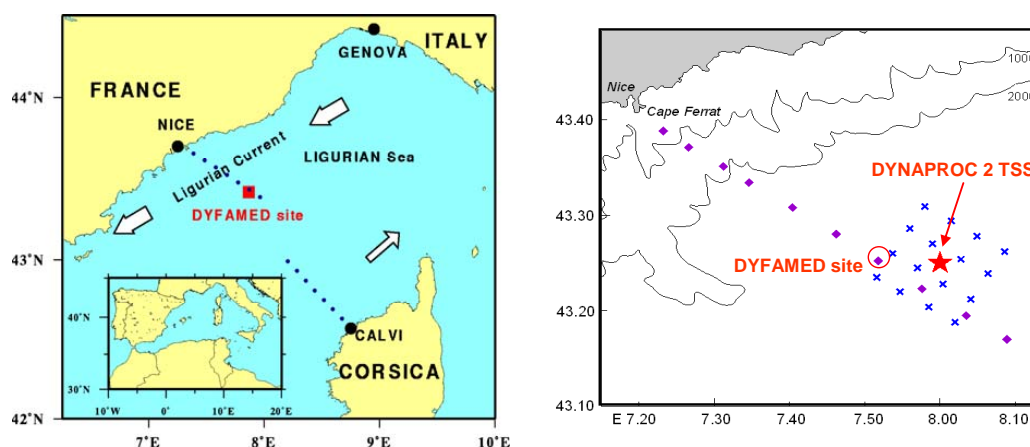 ITALY
GENOVA
44°N
FRANCE
NICE
Ligurian Current
LIGURIAN Sea
DYFAMED site
43°N
40°N
30°N
10°W 0° 10°E 20°E
CALVI
CORSICA
42°N
7°E 8°E 9°E 10°E
1000
2000
Nice
Cape Ferrat
43.40
DYNAPROC 2 TSS
43.30
DYFAMED site
43.20
43.10
E 7.20 7.30 7.40 7.50 8.00 8.10